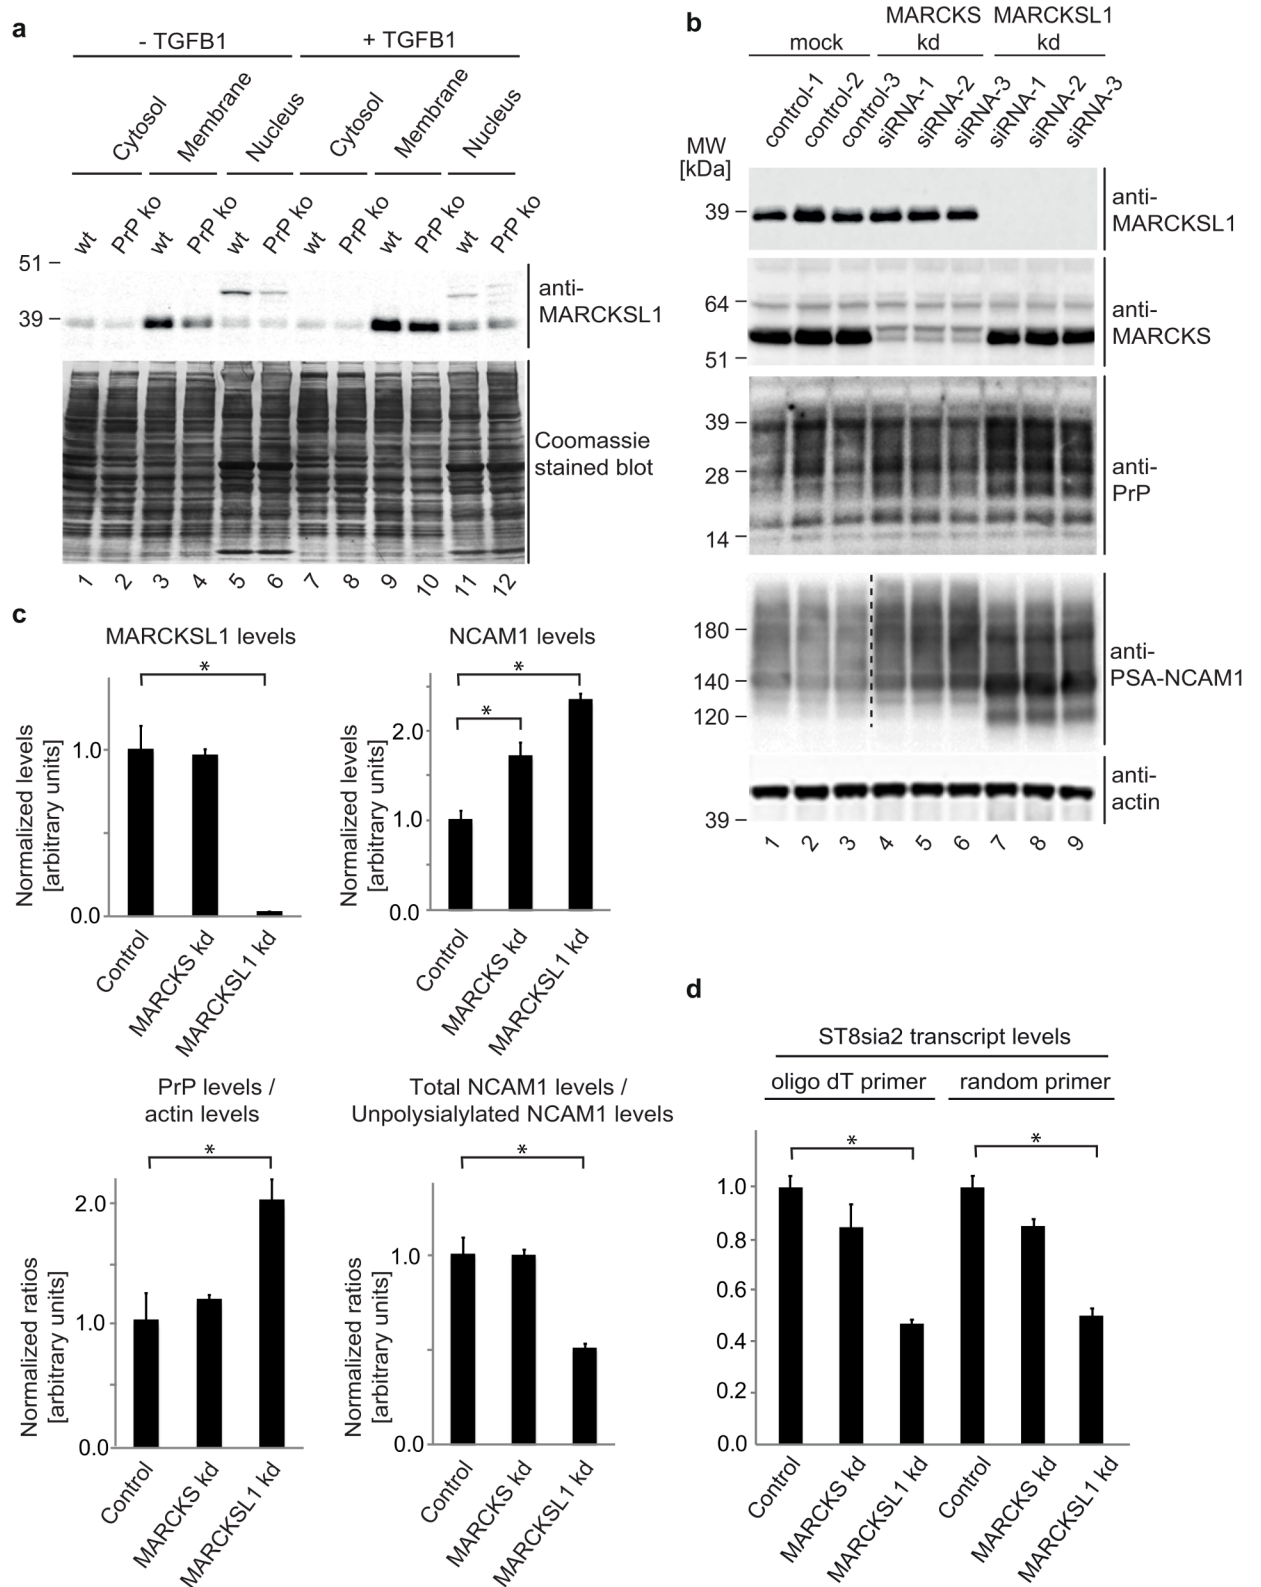 a
- TGFB1
+ TGFB1
Cytosol
Membrane
Nucleus
Cytosol
Membrane
Nucleus
wt
PrP ko
wt
PrP ko
wt
PrP ko
wt
PrP ko
wt
PrP ko
wt
PrP ko
51
39
anti-
MARCKSL1
Coomassie
stained blot
1 2 3 4 5 6 7 8 9 10 11 12
b
MARCKS
MARCKSL1
mock
kd
kd
control-1
control-2
control-3
siRNA-1
siRNA-2
siRNA-3
siRNA-1
siRNA-2
siRNA-3
MW
[kDa]
39
anti-
MARCKSL1
64
51
anti-
MARCKS
39
28
14
anti-
PrP
180
140
120
anti-
PSA-NCAM1
39
anti-
actin
1 2 3 4 5 6 7 8 9
c
MARCKSL1 levels
*
Normalized levels
[arbitrary units]
1.0
0.0
Control
MARCKS kd
MARCKSL1 kd
NCAM1 levels
*
*
Normalized levels
[arbitrary units]
2.0
1.0
0.0
Control
MARCKS kd
MARCKSL1 kd
PrP levels /
actin levels
*
Normalized ratios
[arbitrary units]
2.0
1.0
0.0
Control
MARCKS kd
MARCKSL1 kd
Total NCAM1 levels /
Unpolysialylated NCAM1 levels
*
Normalized ratios
[arbitrary units]
1.0
0.0
Control
MARCKS kd
MARCKSL1 kd
d
ST8sia2 transcript levels
oligo dT primer
random primer
*
*
1.0
0.8
0.6
0.4
0.2
0.0
Control
MARCKS kd
MARCKSL1 kd
Control
MARCKS kd
MARCKSL1 kd